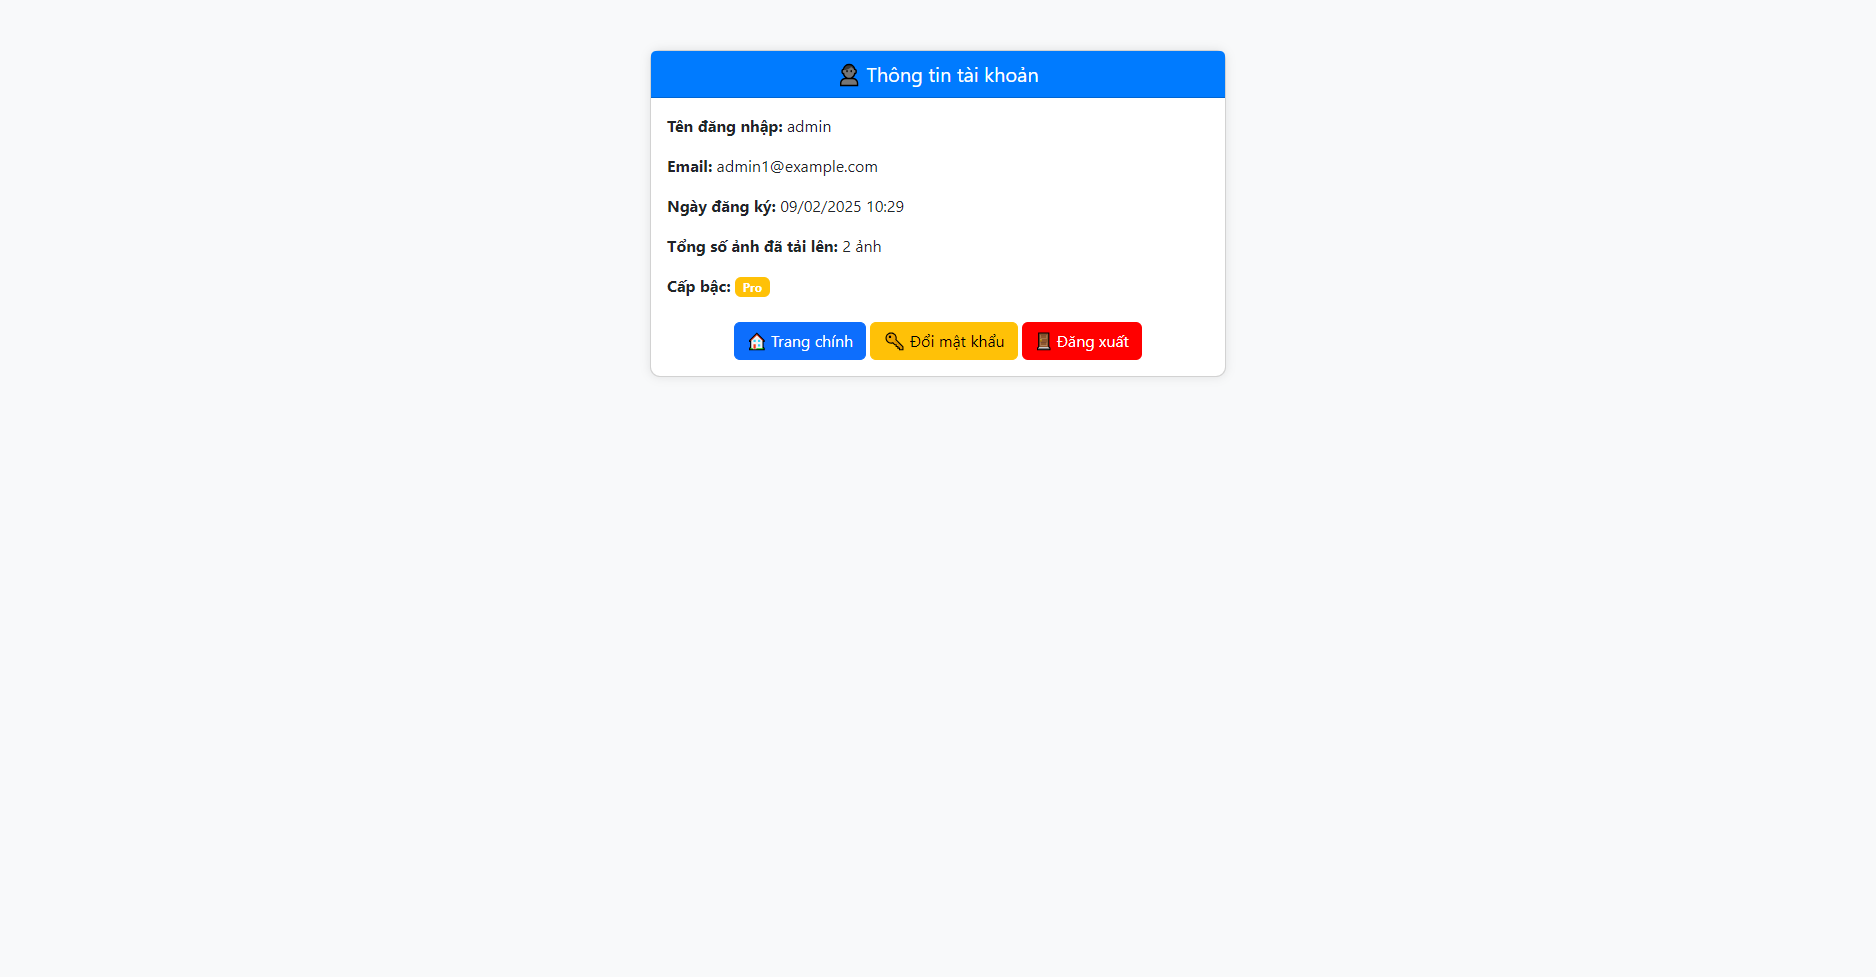 Thông tin tài khoản
Tên đăng nhập: admin
Email: admin1@example.com
Ngày đăng ký: 09/02/2025 10:29
Tổng số ảnh đã tải lên: 2 ảnh
Cấp bậc: Pro
Trang chính Đổi mật khẩu Đăng xuất